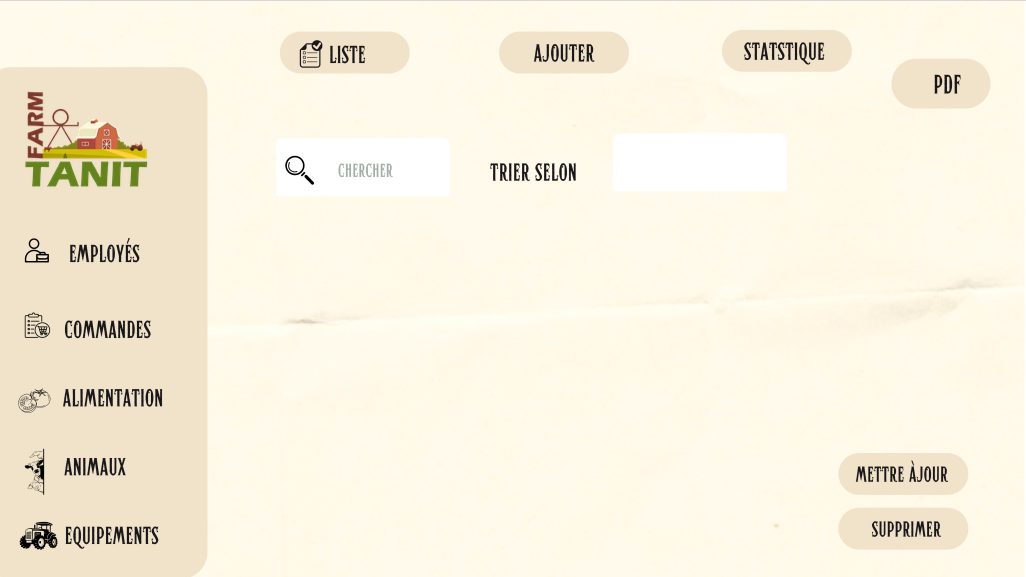 LISTE
AJOUTER
STATSTIQUE
PDF
FARM
TANIT
CHERCHER
TRIER SELON
EMPLOYÉS
COMMANDES
ALIMENTATION
ANIMAUX
EQUIPEMENTS
METTRE ÀJOUR
SUPPRIMER